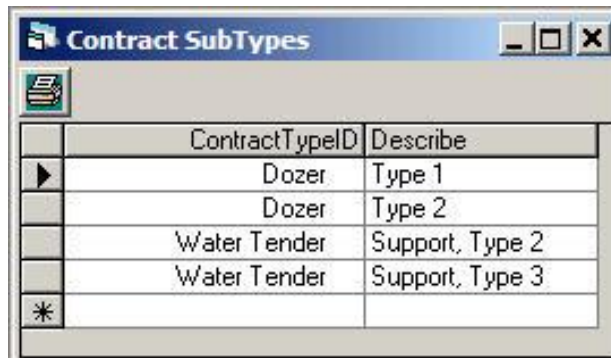 Contract SubTypes
ContractTypeID Describe
Dozer Type 1
Dozer Type 2
Water Tender Support, Type 2
Water Tender Support, Type 3